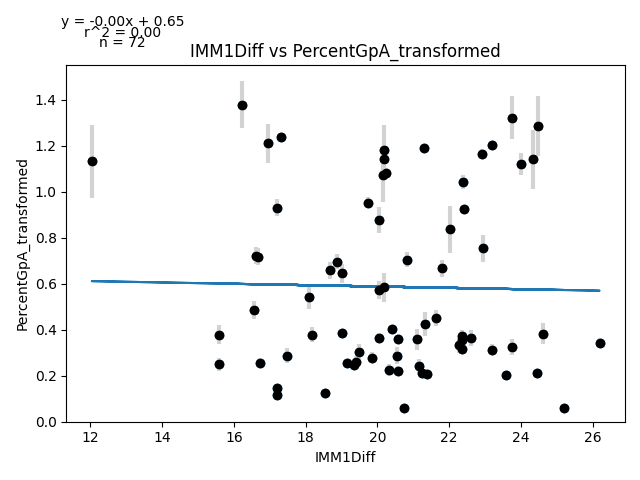 y = -0.00x + 0.65
r^2 = 0.00
n = 72
IMM1Diff vs PercentGpA_transformed
PercentGpA_transformed
1.4
1.2
1.0
0.8
0.6
0.4
0.2
0.0
12 14 16 18 20 22 24 26
IMM1Diff